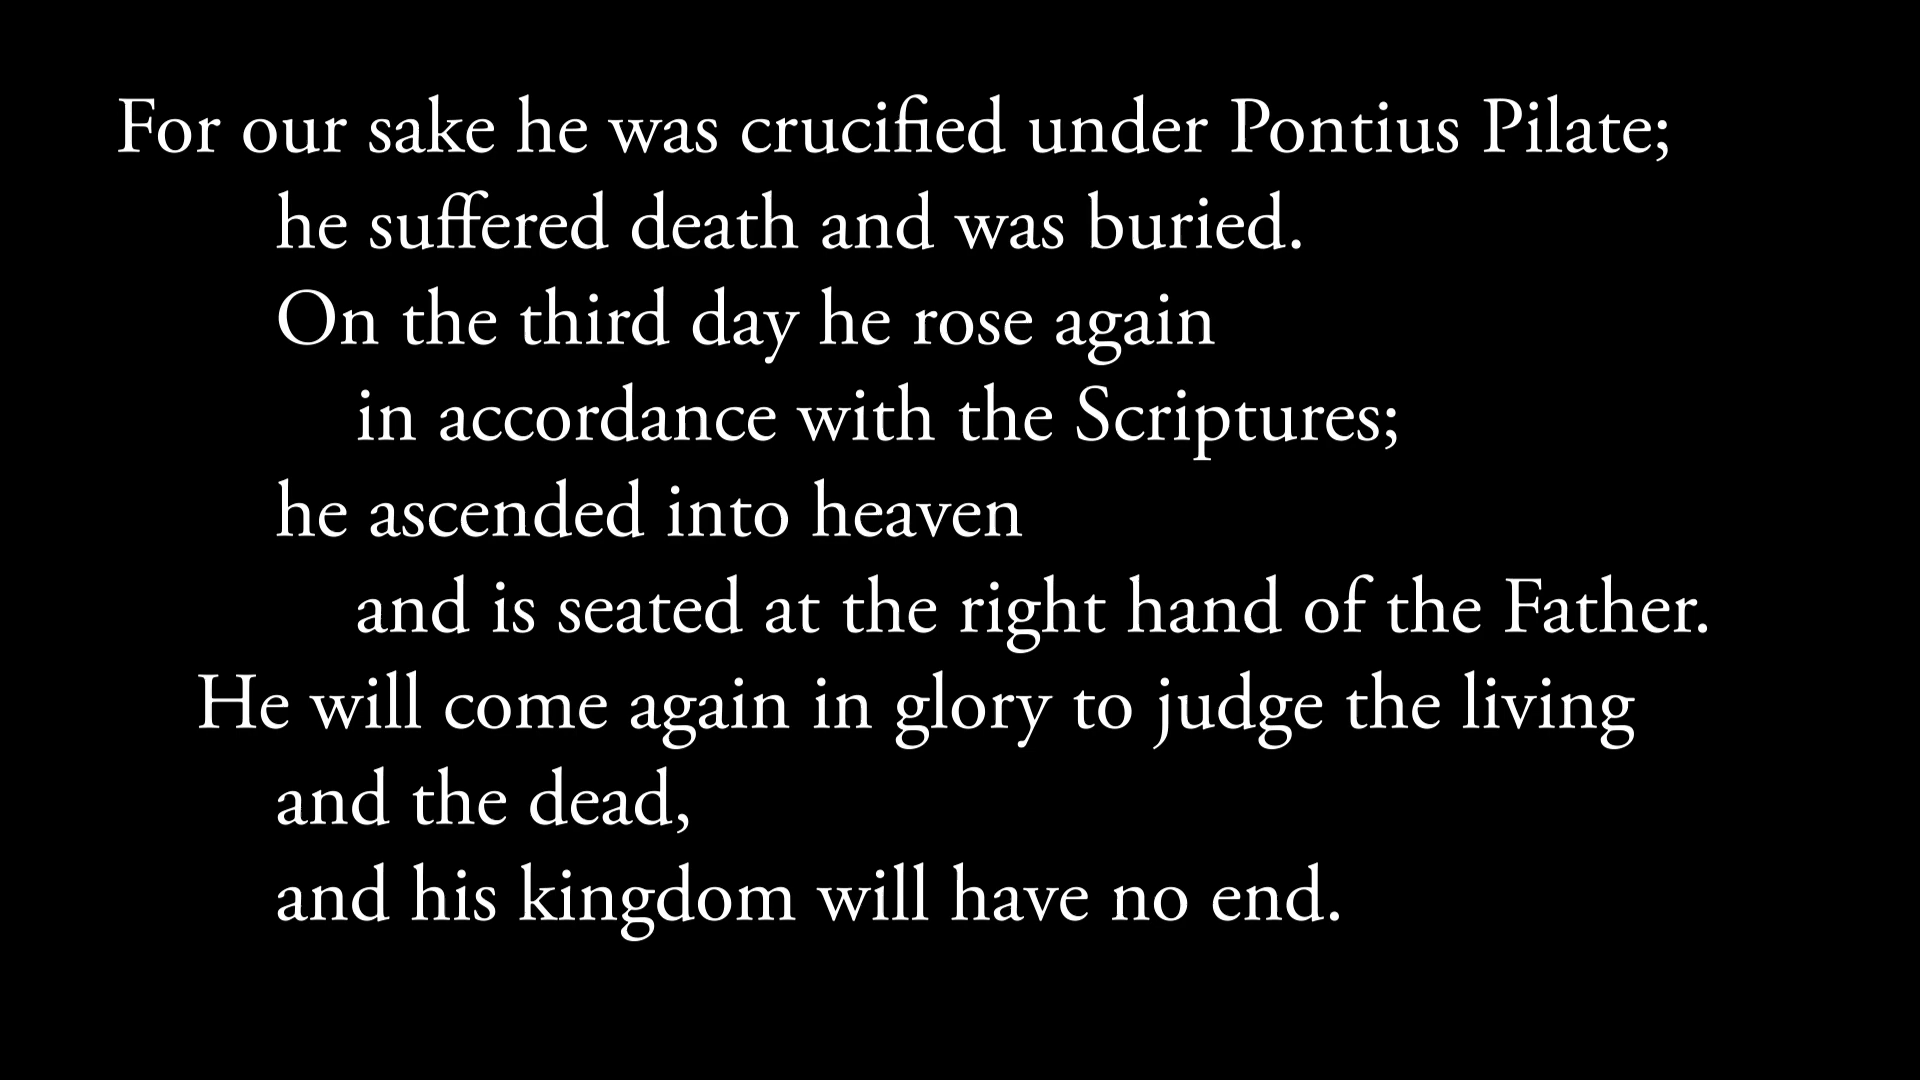 For our sake he was crucified under Pontius Pilate;
he suffered death and was buried.
On the third day he rose again
in accordance with the Scriptures;
he ascended into heaven
and is seated at the right hand of the Father.
He will come again in glory to judge the living
and the dead,
and his kingdom will have no end.